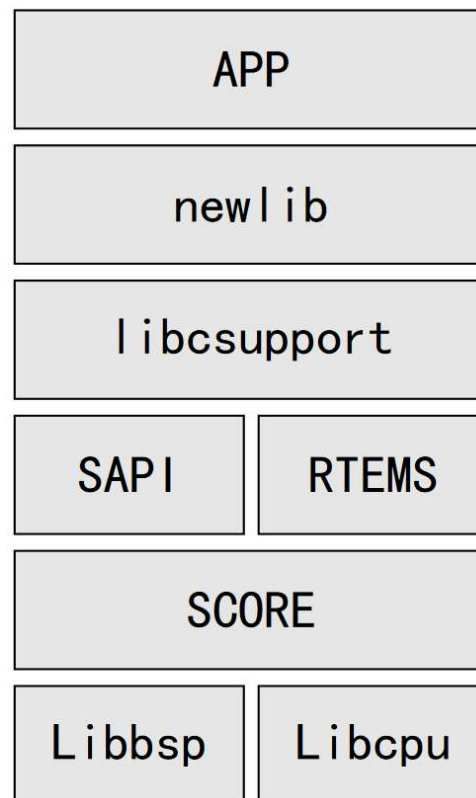 APP
newlib
libcsupport
SAPI RTEMS
SCORE
Libbsp Libcpu